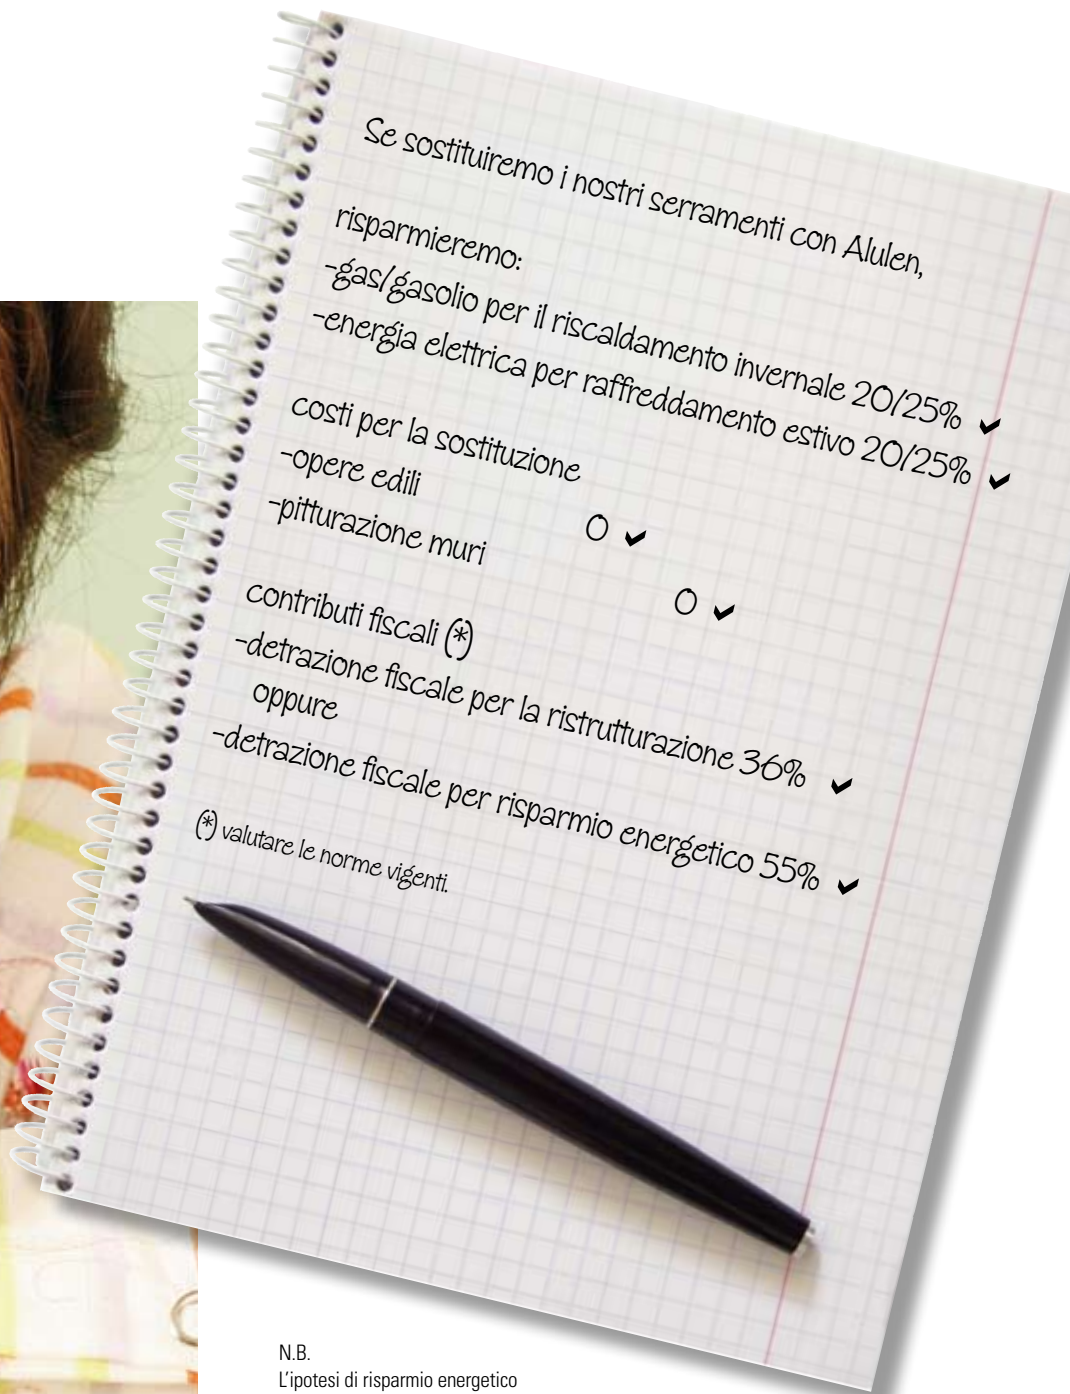 Se sostituiremo i nostri serramenti con Alulen,
risparmieremo:
-gas/gasolio per il riscaldamento invernale 20/25% ✔
-energia elettrica per raffreddamento estivo 20/25% ✔
costi per la sostituzione
-opere edili 0 ✔
-pitturazione muri 0 ✔
contributi fiscali (*)
-detrazione fiscale per la ristrutturazione 36% ✔
oppure
-detrazione fiscale per risparmio energetico 55% ✔
(*) valutare le norme vigenti.
N.B.
L'ipotesi di risparmio energetico